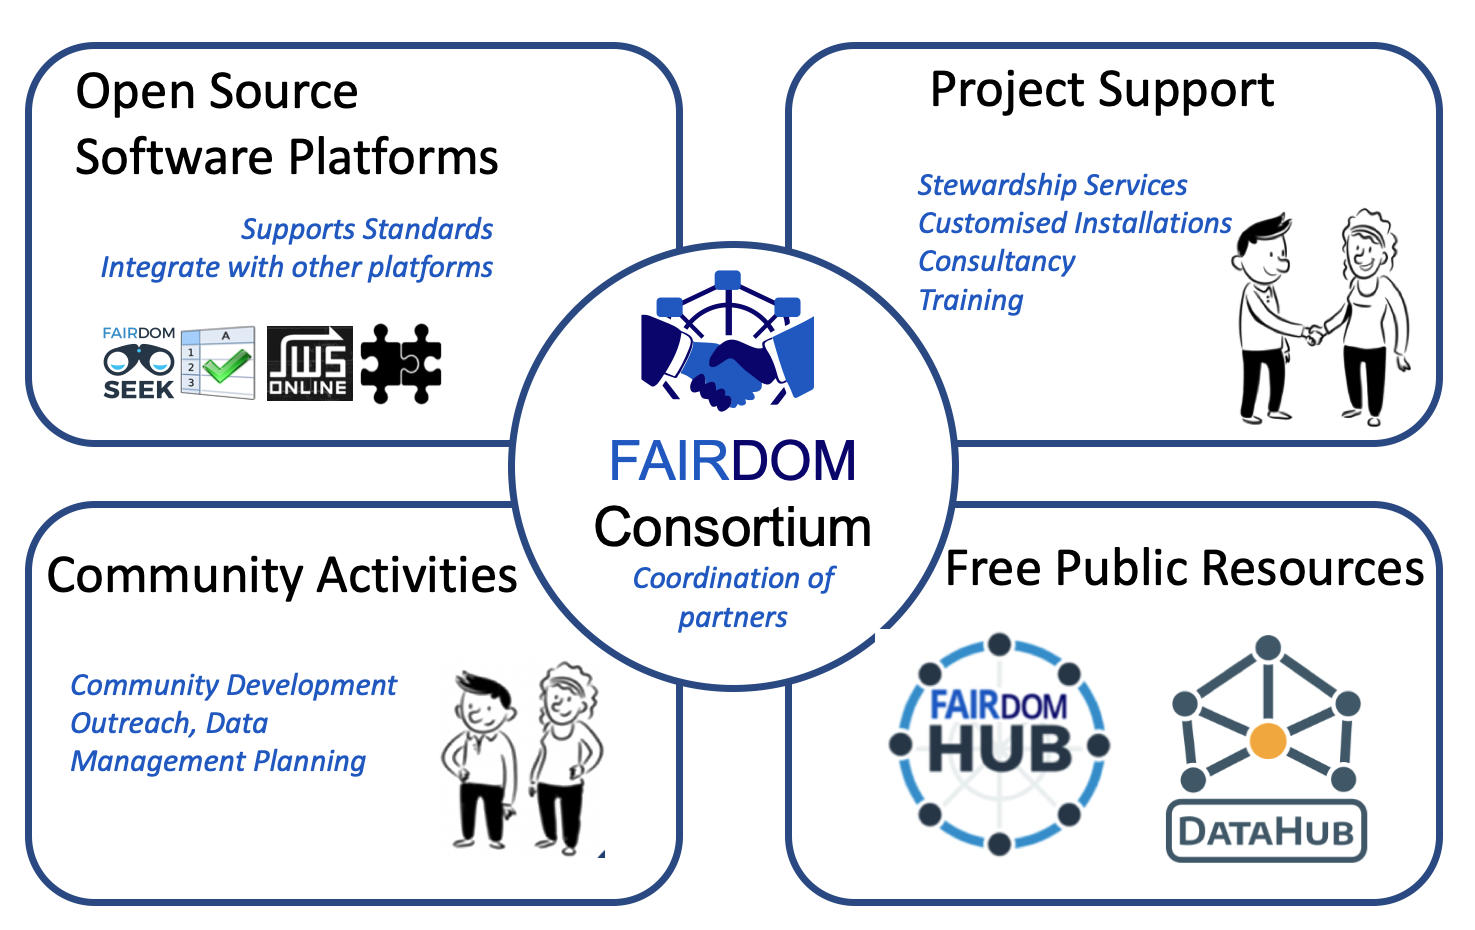 Open Source
Software Platforms
Supports Standards
Integrate with other platforms
FAIRDOM
SEEK
A
1
2
3
JWS
ONLINE
Project Support
Stewardship Services
Customised Installations
Consultancy
Training
FAIRDOM
Consortium
Coordination of
partners
Community Activities
Community Development
Outreach, Data
Management Planning
Free Public Resources
FAIRDOM
HUB
DATAHUB